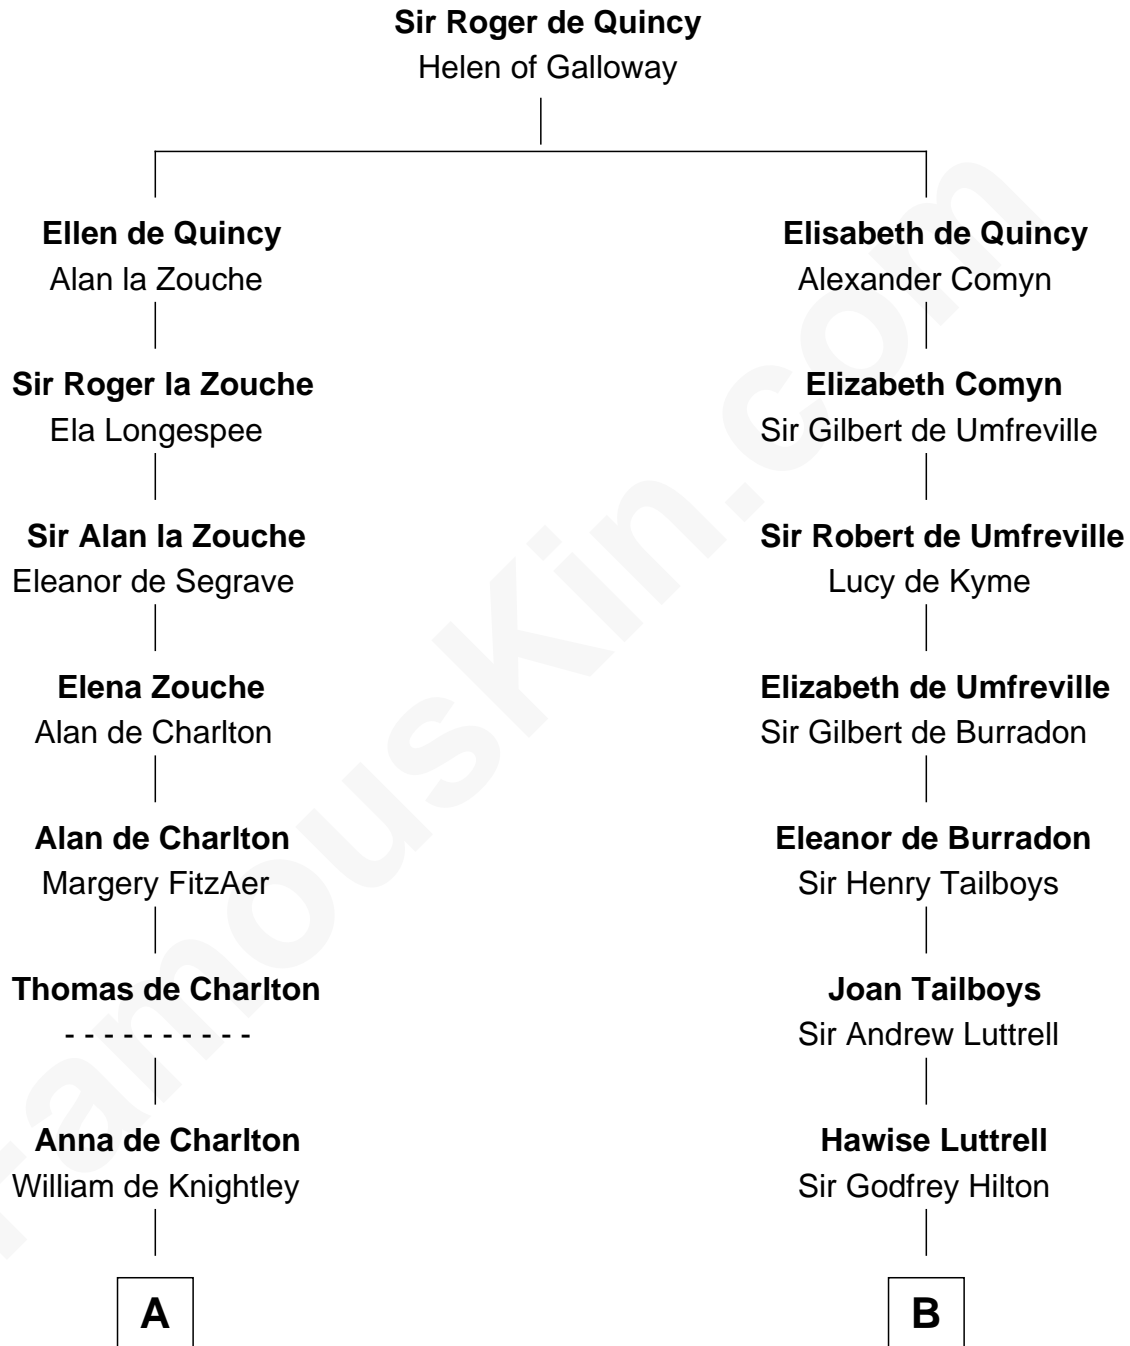 Sir Roger de Quincy
Helen of Galloway
Ellen de Quincy
Alan la Zouche
Elisabeth de Quincy
Alexander Comyn
Sir Roger la Zouche
Ela Longespee
Elizabeth Comyn
Sir Gilbert de Umfreville
Sir Alan la Zouche
Eleanor de Segrave
Sir Robert de Umfreville
Lucy de Kyme
Elena Zouche
Alan de Charlton
Elizabeth de Umfreville
Sir Gilbert de Burradon
Alan de Charlton
Margery FitzAer
Eleanor de Burradon
Sir Henry Tailboys
Thomas de Charlton
- - - - - - - - - -
Joan Tailboys
Sir Andrew Luttrell
Anna de Charlton
William de Knightley
Hawise Luttrell
Sir Godfrey Hilton
A
B
FamousKin.com